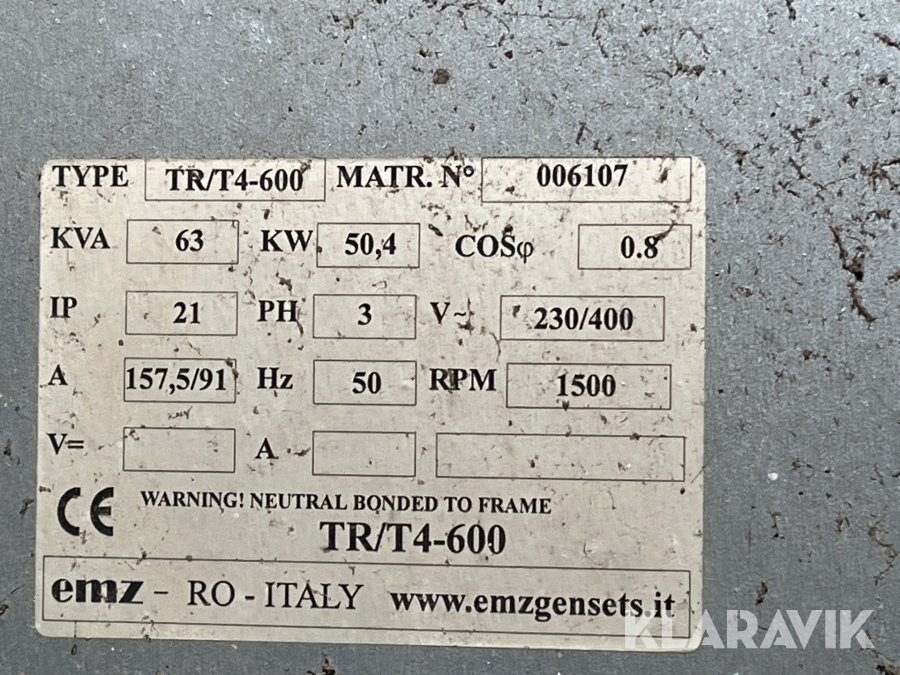 TYPE TR/T4-600 MATR. N° 006107
KVA 63 KW 50,4 COSφ 0.8
IP 21 PH 3 V~ 230/400
A 157,5/91 Hz 50 RPM 1500
V= A
CE WARNING! NEUTRAL BONDED TO FRAME
TR/T4-600
emz - RO - ITALY www.emzgensets.it
KLARAVIK